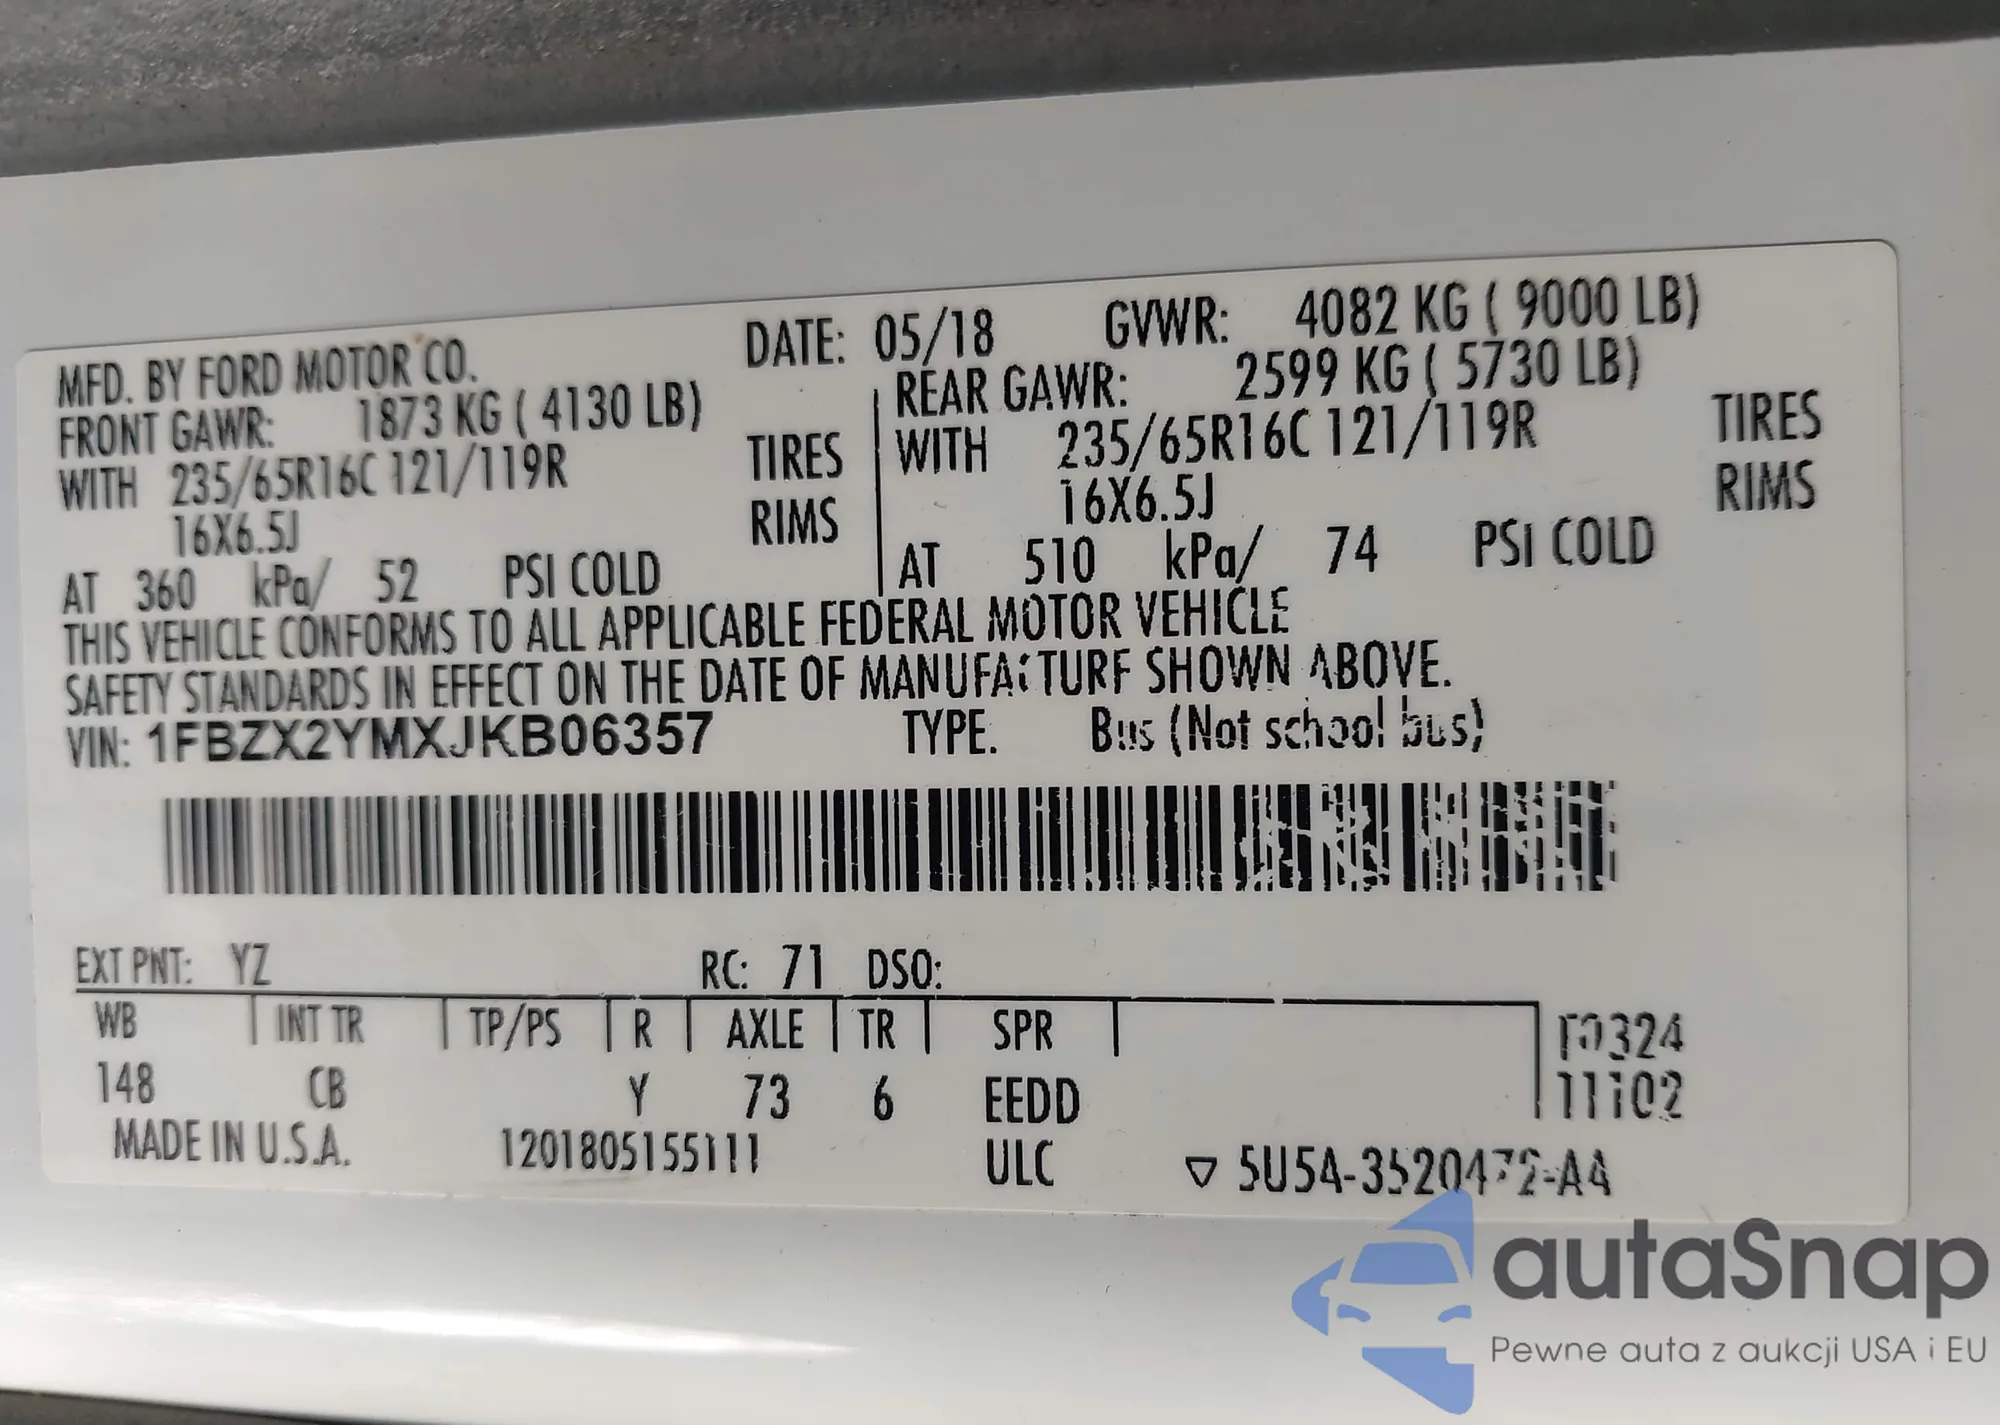 MFD. BY FORD MOTOR CO. DATE: 05/18 GVWR: 4082 KG ( 9000 LB)
FRONT GAWR: 1873 KG ( 4130 LB) REAR GAWR: 2599 KG ( 5730 LB)
WITH 235/65R16C 121/119R TIRES WITH 235/65R16C 121/119R TIRES
16X6.5J RIMS 16X6.5J RIMS
AT 360 kPa/ 52 PSI COLD AT 510 kPa/ 74 PSI COLD
THIS VEHICLE CONFORMS TO ALL APPLICABLE FEDERAL MOTOR VEHICLE
SAFETY STANDARDS IN EFFECT ON THE DATE OF MANUFACTURE SHOWN ABOVE.
VIN: 1FBZX2YMXJKB06357 TYPE: Bus (Not school bus)
EXT PNT: YZ RC: 71 DSO:
WB INT TR TP/PS R AXLE TR SPR
148 CB Y 73 6 EEDD 11102
MADE IN U.S.A. 1201805155111 ULC ▽ 5U5A-3520472-AA
autaSnap
Pewne auta z aukcji USA i EU